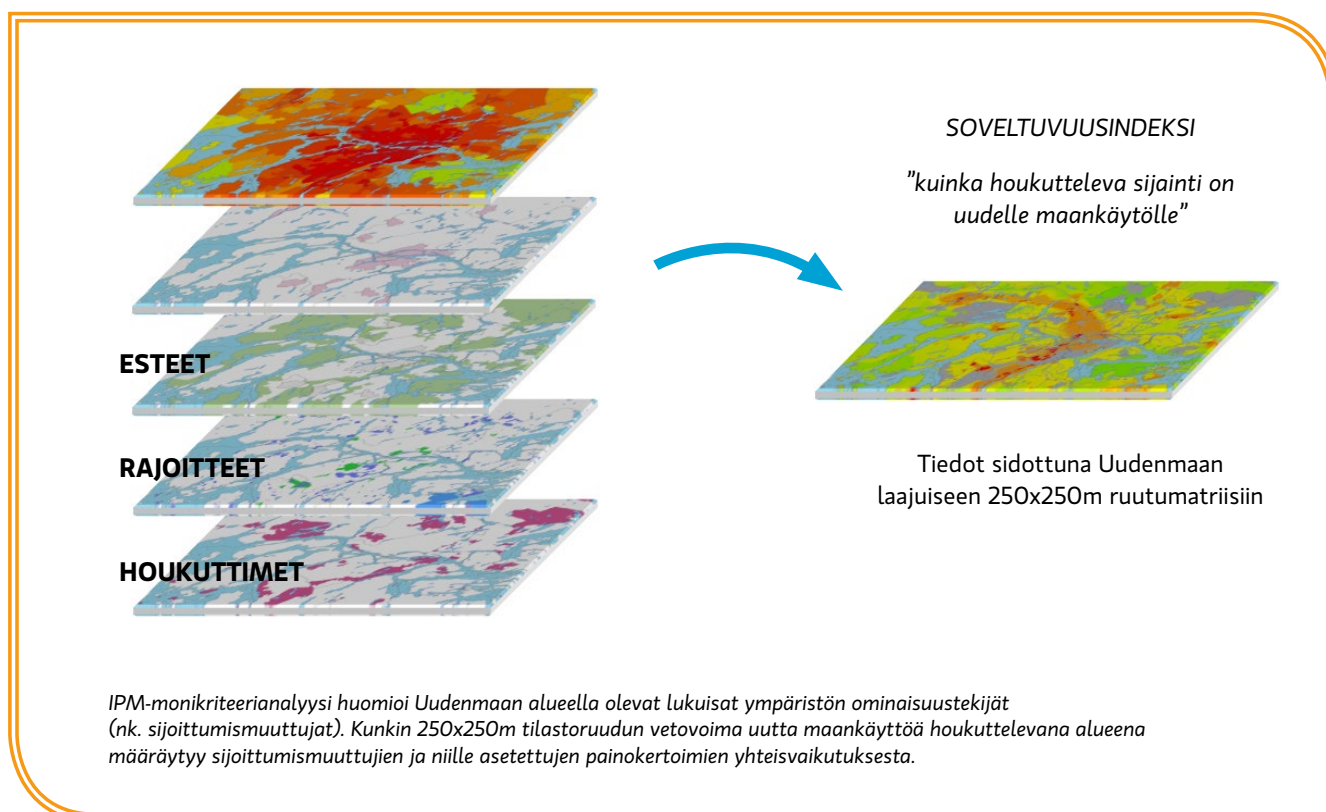 SOVELTUVUUSINDEKSI
”kuinka houkutteleva sijainti on
uudelle maankäytölle”
ESTEET
RAJOITTEET
HOUKUTTIMET
Tiedot sidottuna Uudenmaan
laajuiseen 250x250m ruutumatriisiin
IPM-monikriteerianalyysi huomioi Uudenmaan alueella olevat lukuisat ympäristön ominaisuustekijät
(nk. sijoittumismuuttujat). Kunkin 250x250m tilastoruudun vetovoima uutta maankäyttöä houkuttelevana alueena
määräytyy sijoittumismuuttujien ja niille asetettujen painokertoimien yhteisvaikutuksesta.